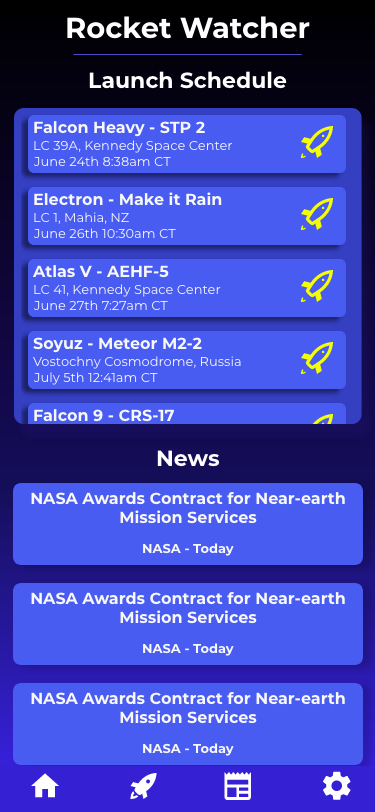 Rocket Watcher
Launch Schedule
Falcon Heavy - STP 2
LC 39A, Kennedy Space Center
June 24th 8:38am CT
Electron - Make it Rain
LC 1, Mahia, NZ
June 26th 10:30am CT
Atlas V - AEHF-5
LC 41, Kennedy Space Center
June 27th 7:27am CT
Soyuz - Meteor M2-2
Vostochny Cosmodrome, Russia
July 5th 12:41am CT
Falcon 9 - CRS-17
News
NASA Awards Contract for Near-earth
Mission Services
NASA - Today
NASA Awards Contract for Near-earth
Mission Services
NASA - Today
NASA Awards Contract for Near-earth
Mission Services
NASA - Today